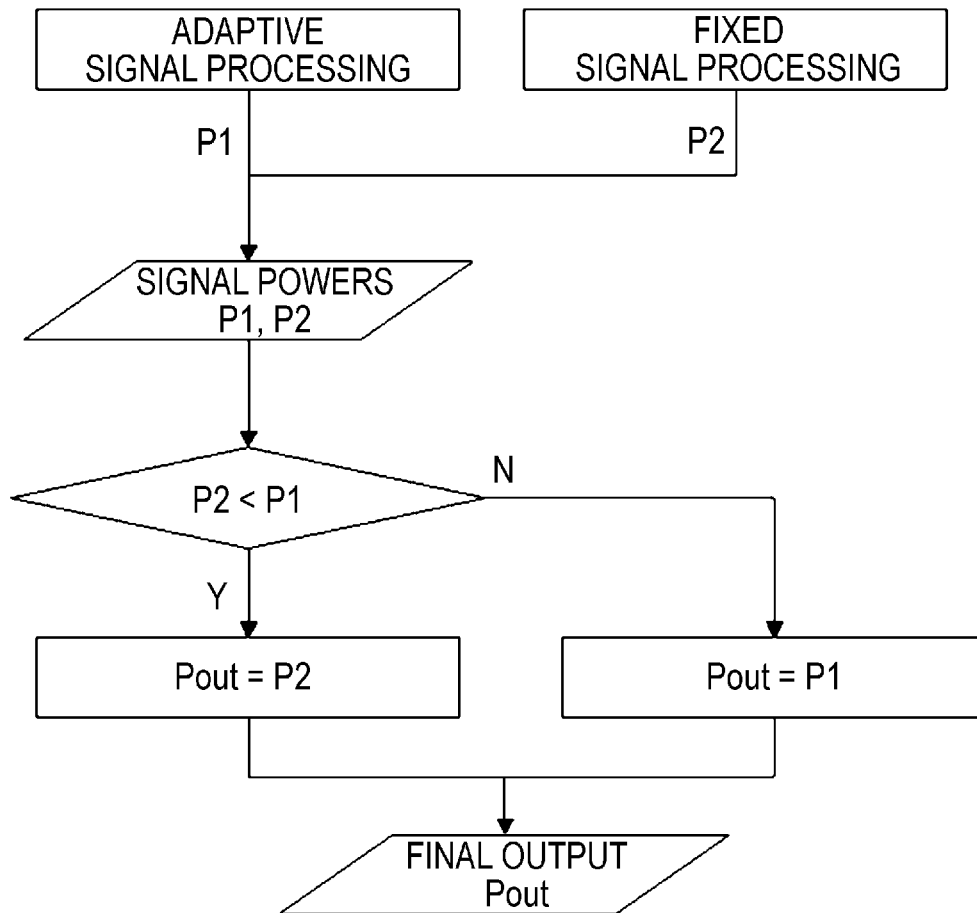 ADAPTIVE
SIGNAL PROCESSING
FIXED
SIGNAL PROCESSING
P1
P2
SIGNAL POWERS
P1, P2
P2 < P1
N
Y
Pout = P2
Pout = P1
FINAL OUTPUT
Pout